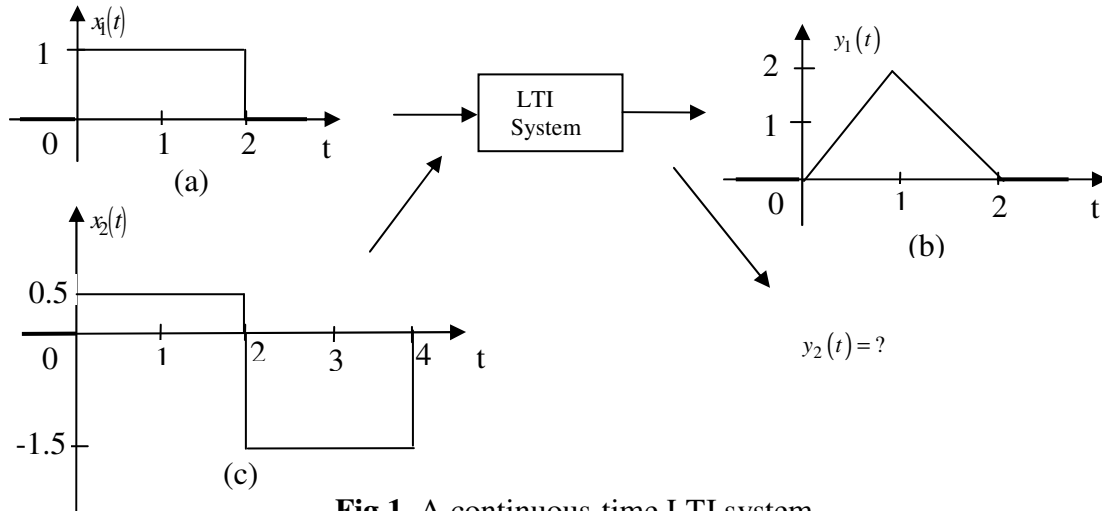 x₁(t)
1
0 1 2 t
(a)
LTI
System
y₁(t)
2
1
0 1 2 t
(b)
x₂(t)
0.5
0 1 2 3 4 t
-1.5
(c)
y₂(t)=?
Fig 1. A continuous-time LTI system